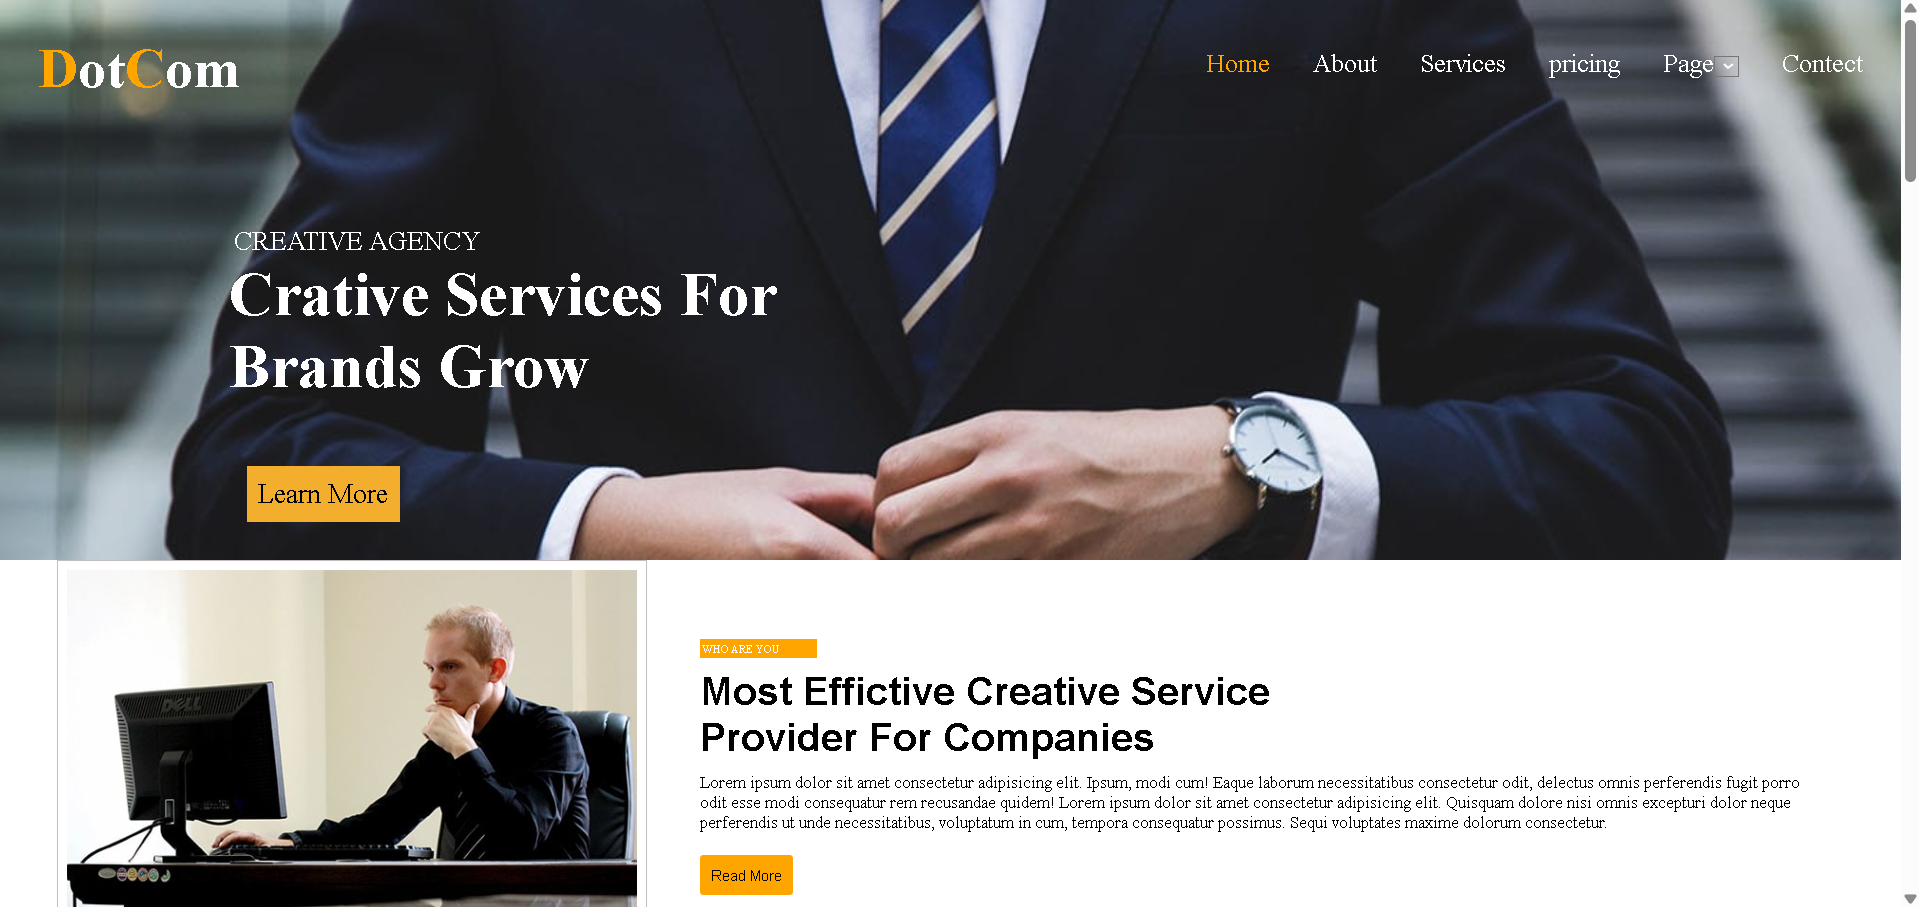 DotCom
Home About Services pricing Page Contect
CREATIVE AGENCY
Crative Services For
Brands Grow
Learn More
DELL
WHO ARE YOU
Most Effictive Creative Service
Provider For Companies
Lorem ipsum dolor sit amet consectetur adipisicing elit. Ipsum, modi cum! Eaque laborum necessitatibus consectetur odit, delectus omnis perferendis fugit porro
odit esse modi consequatur rem recusandae quidem! Lorem ipsum dolor sit amet consectetur adipisicing elit. Quisquam dolore nisi omnis excepturi dolor neque
perferendis ut unde necessitatibus, voluptatum in cum, tempora consequatur possimus. Sequi voluptates maxime dolorum consectetur.
Read More